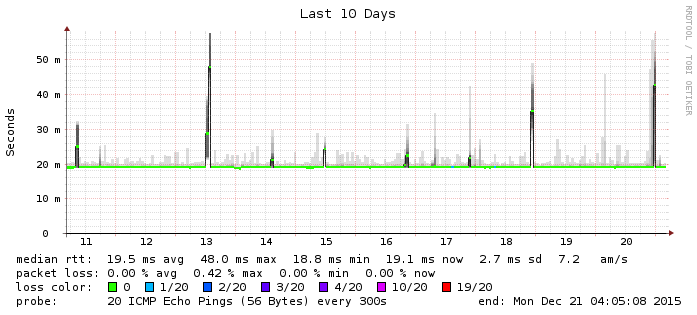 Last 10 Days
RRDTOOL / TOBI OETIKER
Seconds
50 m
40 m
30 m
20 m
10 m
0
11 12 13 14 15 16 17 18 19 20
median rtt: 19.5 ms avg 48.0 ms max 18.8 ms min 19.1 ms now 2.7 ms sd 7.2 am/s
packet loss: 0.00 % avg 0.42 % max 0.00 % min 0.00 % now
loss color: 0 1/20 2/20 3/20 4/20 10/20 19/20
probe: 20 ICMP Echo Pings (56 Bytes) every 300s end: Mon Dec 21 04:05:08 2015